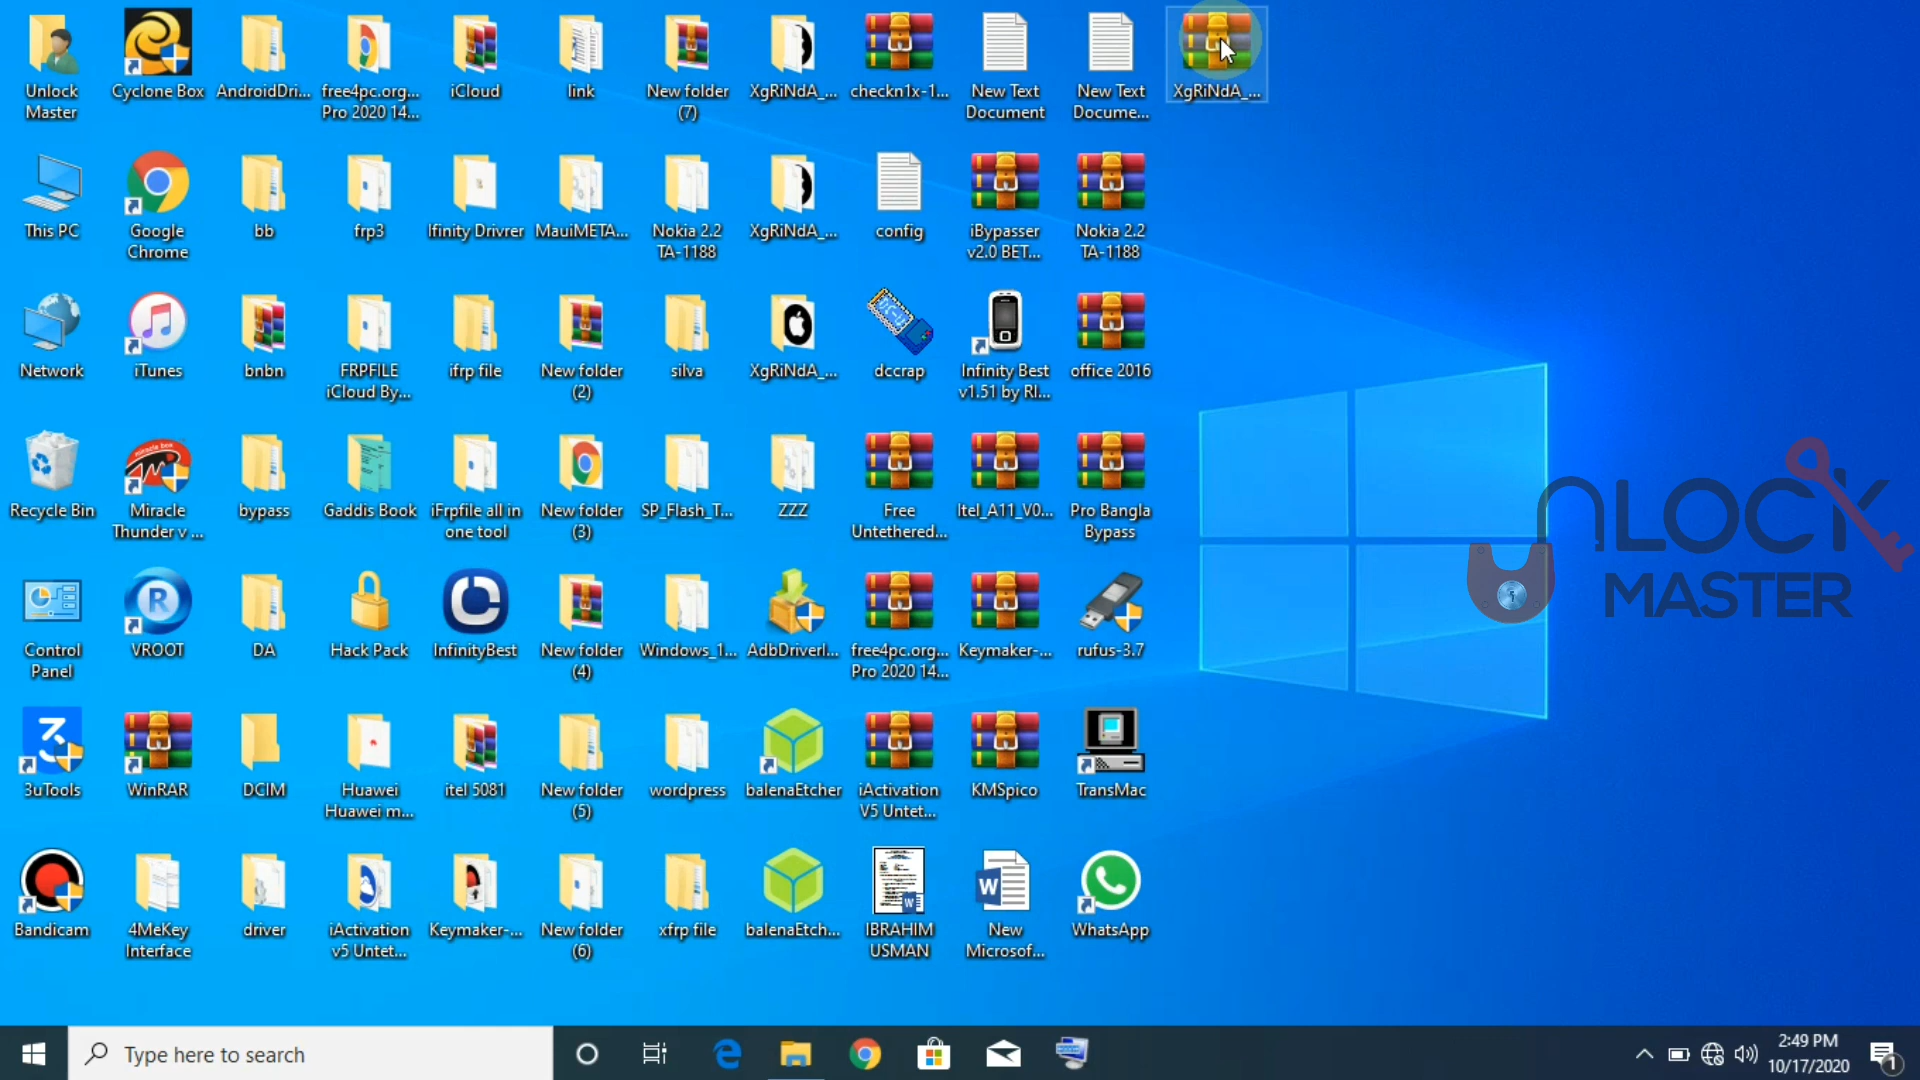 Unlock
Master
Cyclone Box
AndroidDri...
free4pc.org...
Pro 2020 14...
iCloud
link
New folder
(7)
XgRiNdA_...
checkn1x-1...
New Text
Document
New Text
Docume...
XgRiNdA_...
This PC
Google
Chrome
bb
frp3
Ifinity Drivrer
MauiMETA...
Nokia 2.2
TA-1188
XgRiNdA_...
config
iBypasser
v2.0 BET...
Nokia 2.2
TA-1188
Network
iTunes
bnbn
FRPFILE
iCloud By...
ifrp file
New folder
(2)
silva
XgRiNdA_...
dccrap
Infinity Best
v1.51 by RI...
office 2016
Recycle Bin
Miracle
Thunder v ...
bypass
Gaddis Book
iFrpfile all in
one tool
New folder
(3)
SP_Flash_T...
ZZZ
Free
Untethered...
Itel_A11_V0...
Pro Bangla
Bypass
UNLOCK
MASTER
Control
Panel
VROOT
DA
Hack Pack
InfinityBest
New folder
(4)
Windows_1...
AdbDriverI...
free4pc.org...
Pro 2020 14...
Keymaker-...
rufus-3.7
3uTools
WinRAR
DCIM
Huawei
Huawei m...
itel 5081
New folder
(5)
wordpress
balenaEtcher
iActivation
V5 Untet...
KMSpico
TransMac
Bandicam
4MeKey
Interface
driver
iActivation
v5 Untet...
Keymaker-...
New folder
(6)
xfrp file
balenaEtch...
IBRAHIM
USMAN
New
Microsof...
WhatsApp
Type here to search
2:49 PM
10/17/2020
1